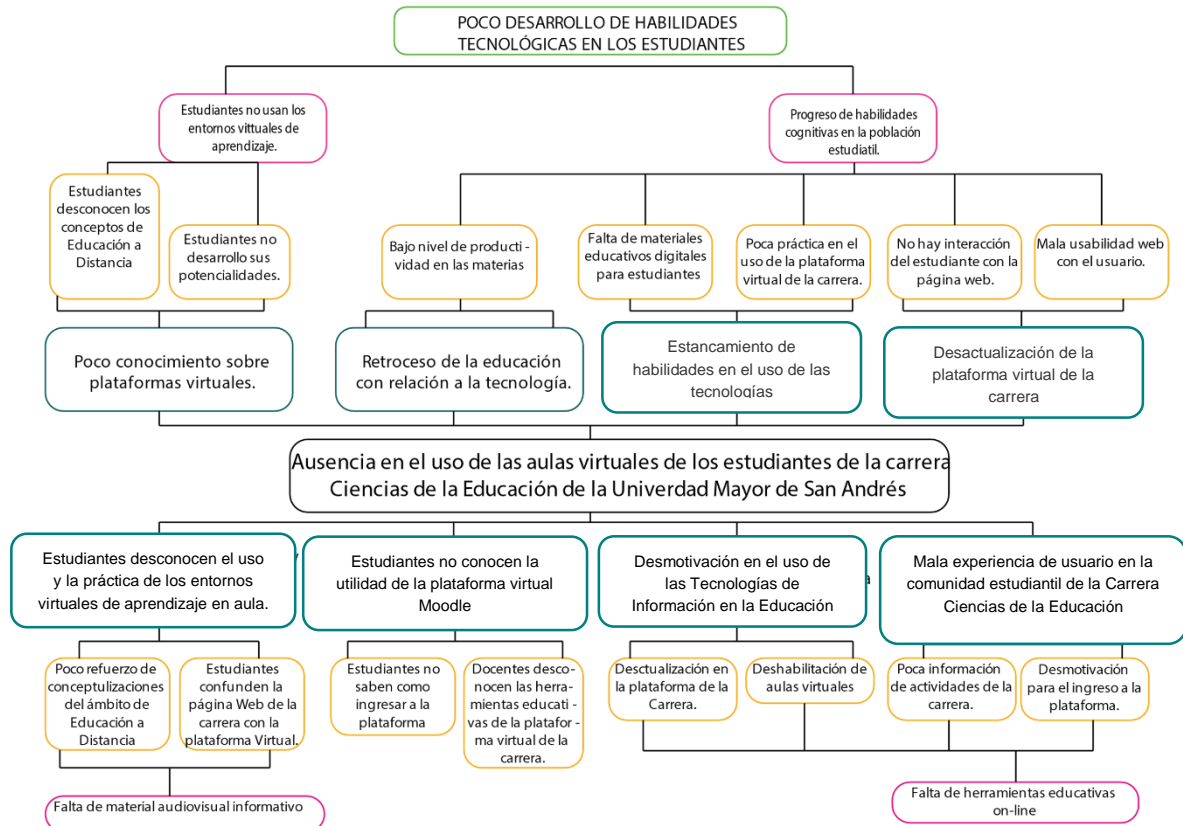 POCO DESARROLLO DE HABILIDADES
TECNOLÓGICAS EN LOS ESTUDIANTES
Estudiantes no usan los
entornos vittuales de
aprendizaje.
Progreso de habilidades
cognitivas en la población
estudiatil.
Estudiantes
desconocen los
conceptos de
Educación a
Distancia
Estudiantes no
desarrollo sus
potencialidades.
Bajo nivel de producti -
vidad en las materias
Falta de materiales
educativos digitales
para estudiantes
Poca práctica en el
uso de la plataforma
virtual de la carrera.
No hay interacción
del estudiante con la
página web.
Mala usabilidad web
con el usuario.
Poco conocimiento sobre
plataformas virtuales.
Retroceso de la educación
con relación a la tecnología.
Estancamiento de
habilidades en el uso de las
tecnologías
Desactualización de la
plataforma virtual de la
carrera
Ausencia en el uso de las aulas virtuales de los estudiantes de la carrera
Ciencias de la Educación de la Univerdad Mayor de San Andrés
Estudiantes desconocen el uso
y la práctica de los entornos
virtuales de aprendizaje en aula.
Estudiantes no conocen la
utilidad de la plataforma virtual
Moodle
Desmotivación en el uso de
las Tecnologías de
Información en la Educación
Mala experiencia de usuario en la
comunidad estudiantil de la Carrera
Ciencias de la Educación
Poco refuerzo de
conceptulizaciones
del ámbito de
Educación a
Distancia
Estudiantes
confunden la
página Web de la
carrera con la
plataforma Virtual.
Estudiantes no
saben como
ingresar a la
plataforma
Docentes desco-
nocen las herra-
mientas educati -
vas de la platafor -
ma virtual de la
carrera.
Desctualización en
la plataforma de la
Carrera.
Deshabilitación de
aulas virtuales
Poca información
de actividades de la
carrera.
Desmotivación
para el ingreso a la
plataforma.
Falta de material audiovisual informativo
Falta de herramientas educativas
on-line